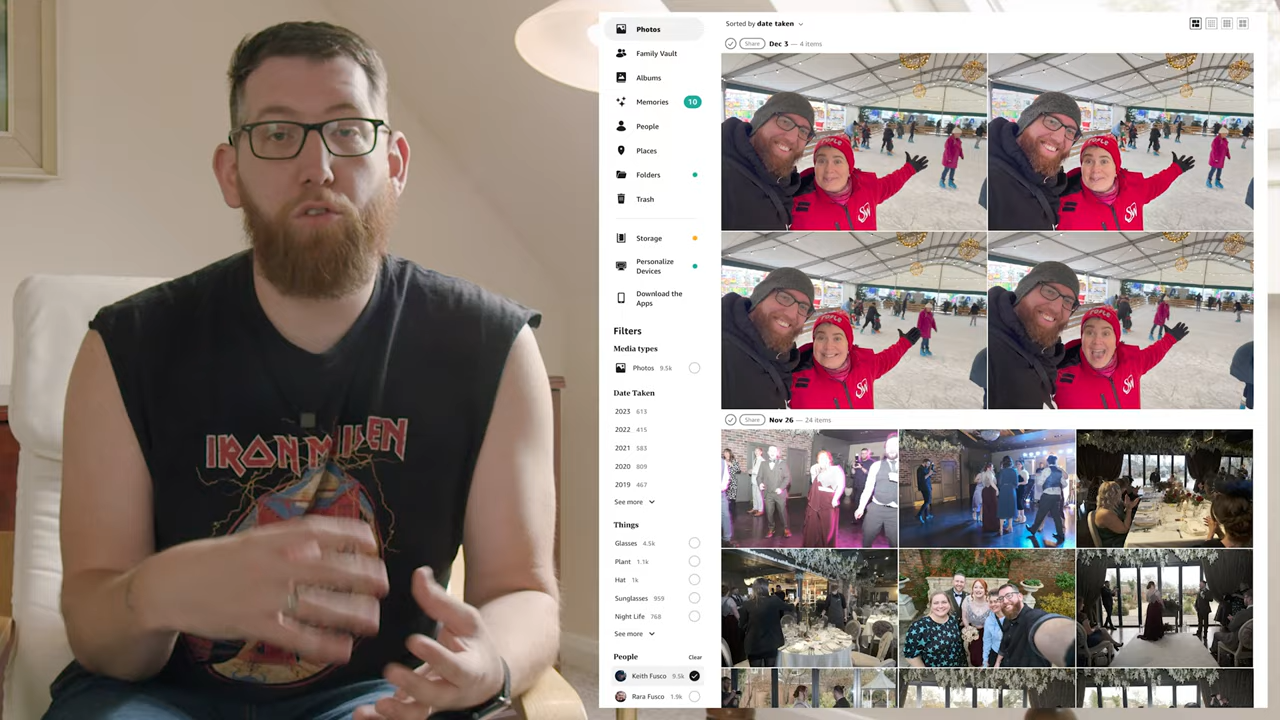 IRON MAIDEN
Photos
Family Vault
Albums
Memories 10
People
Places
Folders
Trash
Storage
Personalize
Devices
Download the
Apps
Filters
Media types
Photos 9.5k
Date Taken
2023 613
2022 415
2021 583
2020 809
2019 467
See more
Things
Glasses 4.5k
Plant 1.1k
Hat 1k
Sunglasses 959
Night Life 768
See more
People Clear
Keith Fusco 9.5k
Rara Fusco 1.9k
Sorted by date taken
Share Dec 3 — 4 items
Share Nov 26 — 24 items